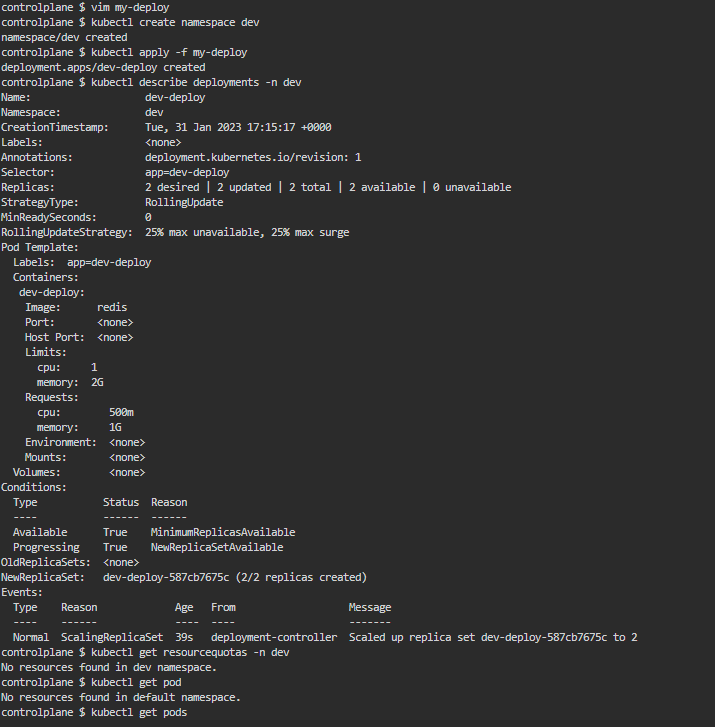 controlplane $ vim my-deploy
controlplane $ kubectl create namespace dev
namespace/dev created
controlplane $ kubectl apply -f my-deploy
deployment.apps/dev-deploy created
controlplane $ kubectl describe deployments -n dev
Name:                   dev-deploy
Namespace:              dev
CreationTimestamp:      Tue, 31 Jan 2023 17:15:17 +0000
Labels:                 <none>
Annotations:            deployment.kubernetes.io/revision: 1
Selector:               app=dev-deploy
Replicas:               2 desired | 2 updated | 2 total | 2 available | 0 unavailable
StrategyType:           RollingUpdate
MinReadySeconds:        0
RollingUpdateStrategy:  25% max unavailable, 25% max surge
Pod Template:
  Labels:  app=dev-deploy
  Containers:
   dev-deploy:
    Image:      redis
    Port:       <none>
    Host Port:  <none>
    Limits:
      cpu:     1
      memory:  2G
    Requests:
      cpu:        500m
      memory:     1G
    Environment:  <none>
    Mounts:       <none>
  Volumes:        <none>
Conditions:
  Type           Status  Reason
  ----           ------  ------
  Available      True    MinimumReplicasAvailable
  Progressing    True    NewReplicaSetAvailable
OldReplicaSets:  <none>
NewReplicaSet:   dev-deploy-587cb7675c (2/2 replicas created)
Events:
  Type    Reason             Age   From                   Message
  ----    ------             ----  ----                   -------
  Normal  ScalingReplicaSet  39s   deployment-controller  Scaled up replica set dev-deploy-587cb7675c to 2
controlplane $ kubectl get resourcequotas -n dev
No resources found in dev namespace.
controlplane $ kubectl get pod
No resources found in default namespace.
controlplane $ kubectl get pods